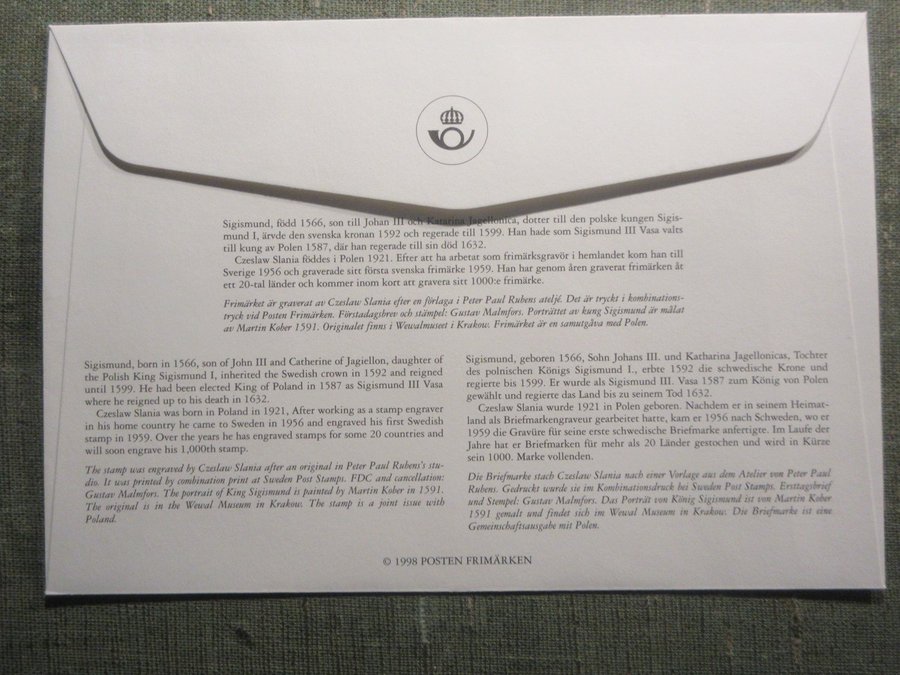 Sigismund, född 1566, son till Johan III och Katarina Jagellonica, dotter till den polske kungen Sigis-
mund I, ärvde den svenska kronan 1592 och regerade till 1599. Han hade som Sigismund III Vasa valts
till kung av Polen 1587, där han regerade till sin död 1632.
Czeslaw Slania föddes i Polen 1921. Efter att ha arbetat som frimärksgravör i hemlandet kom han till
Sverige 1956 och graverade sitt första svenska frimärke 1959. Han har genom åren graverat frimärken åt
ett 20-tal länder och kommer inom kort att gravera sitt 1000:e frimärke.
Frimärket är graverat av Czeslaw Slania efter en förlaga i Peter Paul Rubens ateljé. Det är tryckt i kombinations-
tryck vid Posten Frimärken. Förstadagsbrev och stämpel: Gustav Malmfors. Porträttet av kung Sigismund är målat
av Martin Kober 1591. Originalet finns i Wewalmuseet i Krakow. Frimärket är en samutgåva med Polen.
Sigismund, born in 1566, son of John III and Catherine of Jagiellon, daughter of
the Polish King Sigismund I, inherited the Swedish crown in 1592 and reigned
until 1599. He had been elected King of Poland in 1587 as Sigismund III Vasa
where he reigned up to his death in 1632.
Czeslaw Slania was born in Poland in 1921, After working as a stamp engraver
in his home country he came to Sweden in 1956 and engraved his first Swedish
stamp in 1959. Over the years he has engraved stamps for some 20 countries and
will soon engrave his 1,000th stamp.
The stamp was engraved by Czeslaw Slania after an original in Peter Paul Rubens's stu-
dio. It was printed by combination print at Sweden Post Stamps. FDC and cancellation:
Gustav Malmfors. The portrait of King Sigismund is painted by Martin Kober in 1591.
The original is in the Wewal Museum in Krakow. The stamp is a joint issue with
Poland.
Sigismund, geboren 1566, Sohn Johans III. und Katharina Jagellonicas, Tochter
des polnischen Königs Sigismund I., erbte 1592 die schwedische Krone und
regierte bis 1599. Er wurde als Sigismund III. Vasa 1587 zum König von Polen
gewählt und regierte das Land bis zu seinem Tod 1632.
Czeslaw Slania wurde 1921 in Polen geboren. Nachdem er in seinem Heimat-
land als Briefmarkengraveur gearbeitet hatte, kam er 1956 nach Schweden, wo er
1959 die Gravüre für seine erste schwedische Briefmarke anfertigte. Im Laufe der
Jahre hat er Briefmarken für mehr als 20 Länder gestochen und wird in Kürze
sein 1000. Marke vollenden.
Die Briefmarke stach Czeslaw Slania nach einer Vorlage aus dem Atelier von Peter Paul
Rubens. Gedruckt wurde sie im Kombinationsdruck bei Sweden Post Stamps. Ersttagsbrief
und Stempel: Gustav Malmfors. Das Porträt von König Sigismund ist von Martin Kober
1591 gemalt und findet sich im Wewal Museum in Krakow. Die Briefmarke ist eine
Gemeinschaftsausgabe mit Polen.
© 1998 POSTEN FRIMÄRKEN